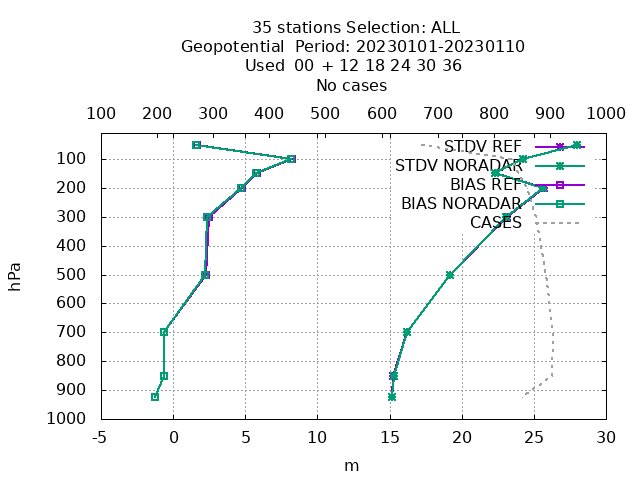 35 stations Selection: ALL
Geopotential  Period: 20230101-20230110
Used  00 + 12 18 24 30 36
No cases
100 200 300 400 500 600 700 800 900 1000
STDV REF
STDV NORADAR
BIAS REF
BIAS NORADAR
CASES
hPa
100
200
300
400
500
600
700
800
900
1000
-5 0 5 10 15 20 25 30
m